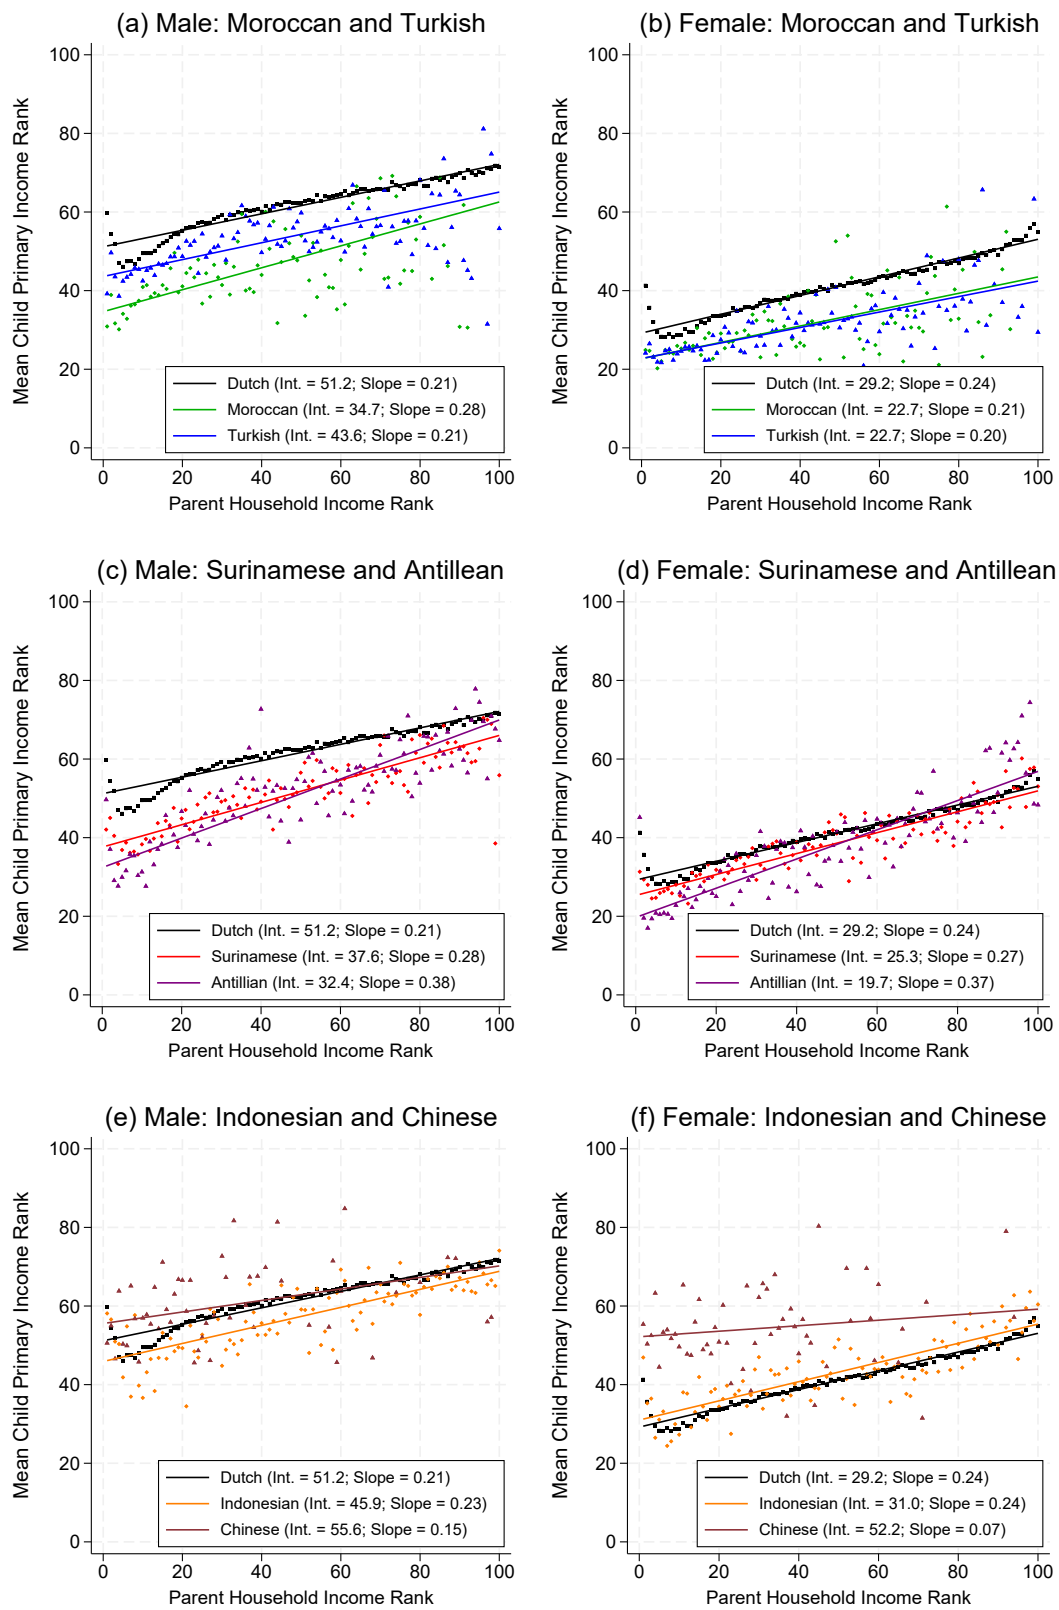 (a) Male: Moroccan and Turkish
Mean Child Primary Income Rank
100
80
60
40
20
0
Dutch (Int. = 51.2; Slope = 0.21)
Moroccan (Int. = 34.7; Slope = 0.28)
Turkish (Int. = 43.6; Slope = 0.21)
0 20 40 60 80 100
Parent Household Income Rank
(b) Female: Moroccan and Turkish
Mean Child Primary Income Rank
100
80
60
40
20
0
Dutch (Int. = 29.2; Slope = 0.24)
Moroccan (Int. = 22.7; Slope = 0.21)
Turkish (Int. = 22.7; Slope = 0.20)
0 20 40 60 80 100
Parent Household Income Rank
(c) Male: Surinamese and Antillean
Mean Child Primary Income Rank
100
80
60
40
20
0
Dutch (Int. = 51.2; Slope = 0.21)
Surinamese (Int. = 37.6; Slope = 0.28)
Antillian (Int. = 32.4; Slope = 0.38)
0 20 40 60 80 100
Parent Household Income Rank
(d) Female: Surinamese and Antillean
Mean Child Primary Income Rank
100
80
60
40
20
0
Dutch (Int. = 29.2; Slope = 0.24)
Surinamese (Int. = 25.3; Slope = 0.27)
Antillian (Int. = 19.7; Slope = 0.37)
0 20 40 60 80 100
Parent Household Income Rank
(e) Male: Indonesian and Chinese
Mean Child Primary Income Rank
100
80
60
40
20
0
Dutch (Int. = 51.2; Slope = 0.21)
Indonesian (Int. = 45.9; Slope = 0.23)
Chinese (Int. = 55.6; Slope = 0.15)
0 20 40 60 80 100
Parent Household Income Rank
(f) Female: Indonesian and Chinese
Mean Child Primary Income Rank
100
80
60
40
20
0
Dutch (Int. = 29.2; Slope = 0.24)
Indonesian (Int. = 31.0; Slope = 0.24)
Chinese (Int. = 52.2; Slope = 0.07)
0 20 40 60 80 100
Parent Household Income Rank